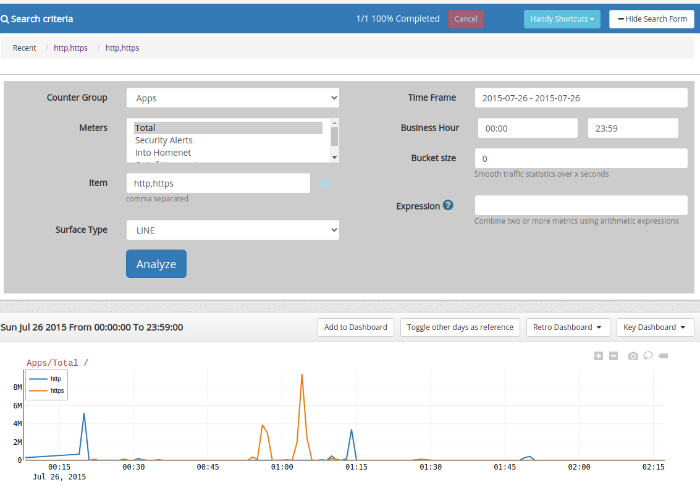 Search criteria 1/1 100% Completed Cancel Handy Shortcuts Hide Search Form
Recent / http,https / http,https
Counter Group Apps Time Frame 2015-07-26 - 2015-07-26
Meters Total Business Hour 00:00 23:59
Security Alerts
Into Homenet
Bucket size 0
Smooth traffic statistics over x seconds
Item http,https
comma separated
Expression ?
Combine two or more metrics using arithmetic expressions
Surface Type LINE
Analyze
Sun Jul 26 2015 From 00:00:00 To 23:59:00 Add to Dashboard Toggle other days as reference Retro Dashboard Key Dashboard
Apps/Total /
http
https
8M
6M
4M
2M
0
00:15 00:30 00:45 01:00 01:15 01:30 01:45 02:00 02:15
Jul 26, 2015